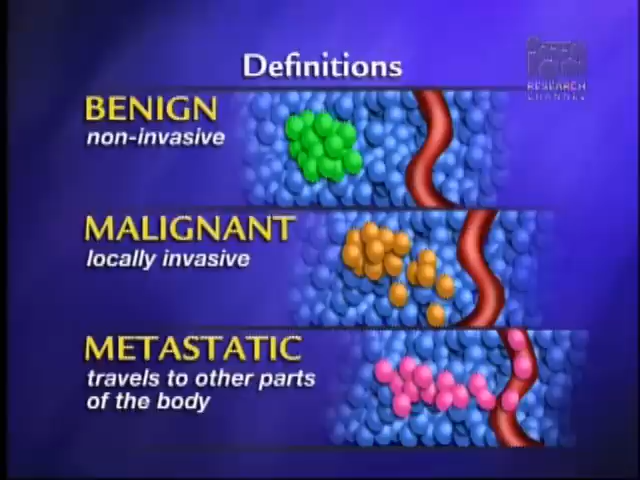 Definitions
RESEARCH
CHANNEL
BENIGN
non-invasive
MALIGNANT
locally invasive
METASTATIC
travels to other parts
of the body